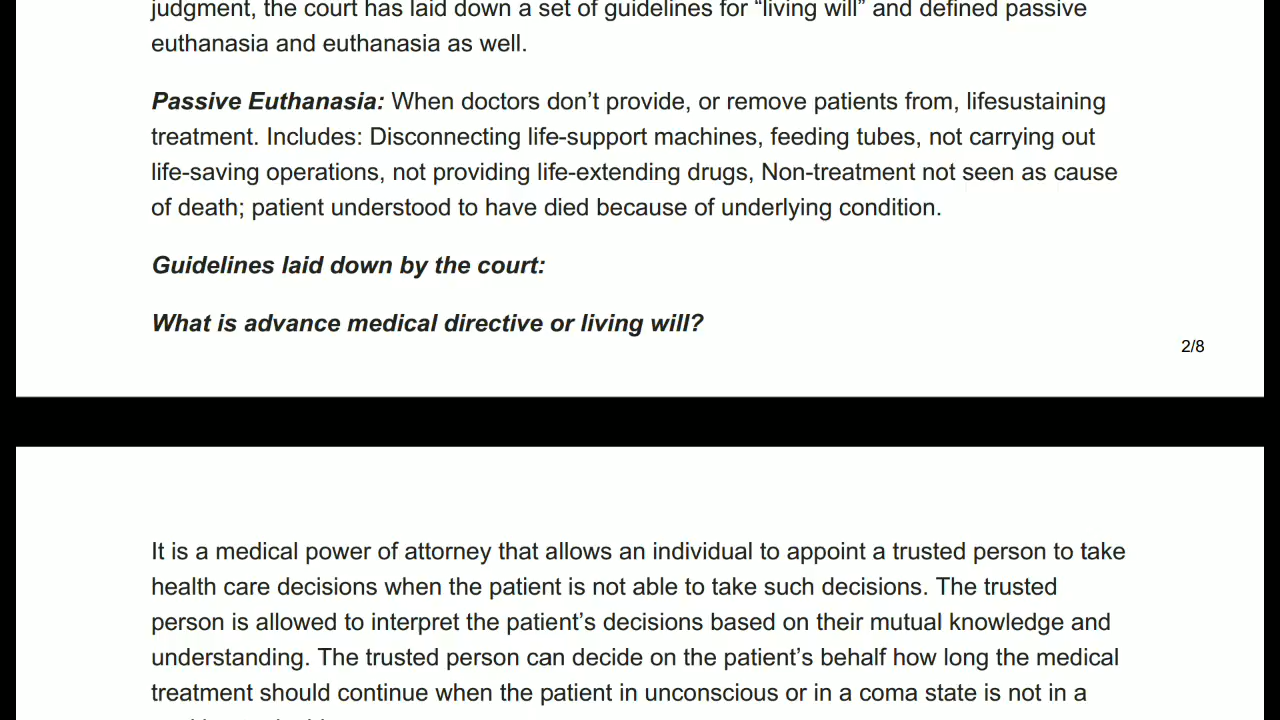 judgment, the court has laid down a set of guidelines for “living will” and defined passive
euthanasia and euthanasia as well.
Passive Euthanasia: When doctors don’t provide, or remove patients from, lifesustaining
treatment. Includes: Disconnecting life-support machines, feeding tubes, not carrying out
life-saving operations, not providing life-extending drugs, Non-treatment not seen as cause
of death; patient understood to have died because of underlying condition.
Guidelines laid down by the court:
What is advance medical directive or living will?
2/8
It is a medical power of attorney that allows an individual to appoint a trusted person to take
health care decisions when the patient is not able to take such decisions. The trusted
person is allowed to interpret the patient’s decisions based on their mutual knowledge and
understanding. The trusted person can decide on the patient’s behalf how long the medical
treatment should continue when the patient in unconscious or in a coma state is not in a